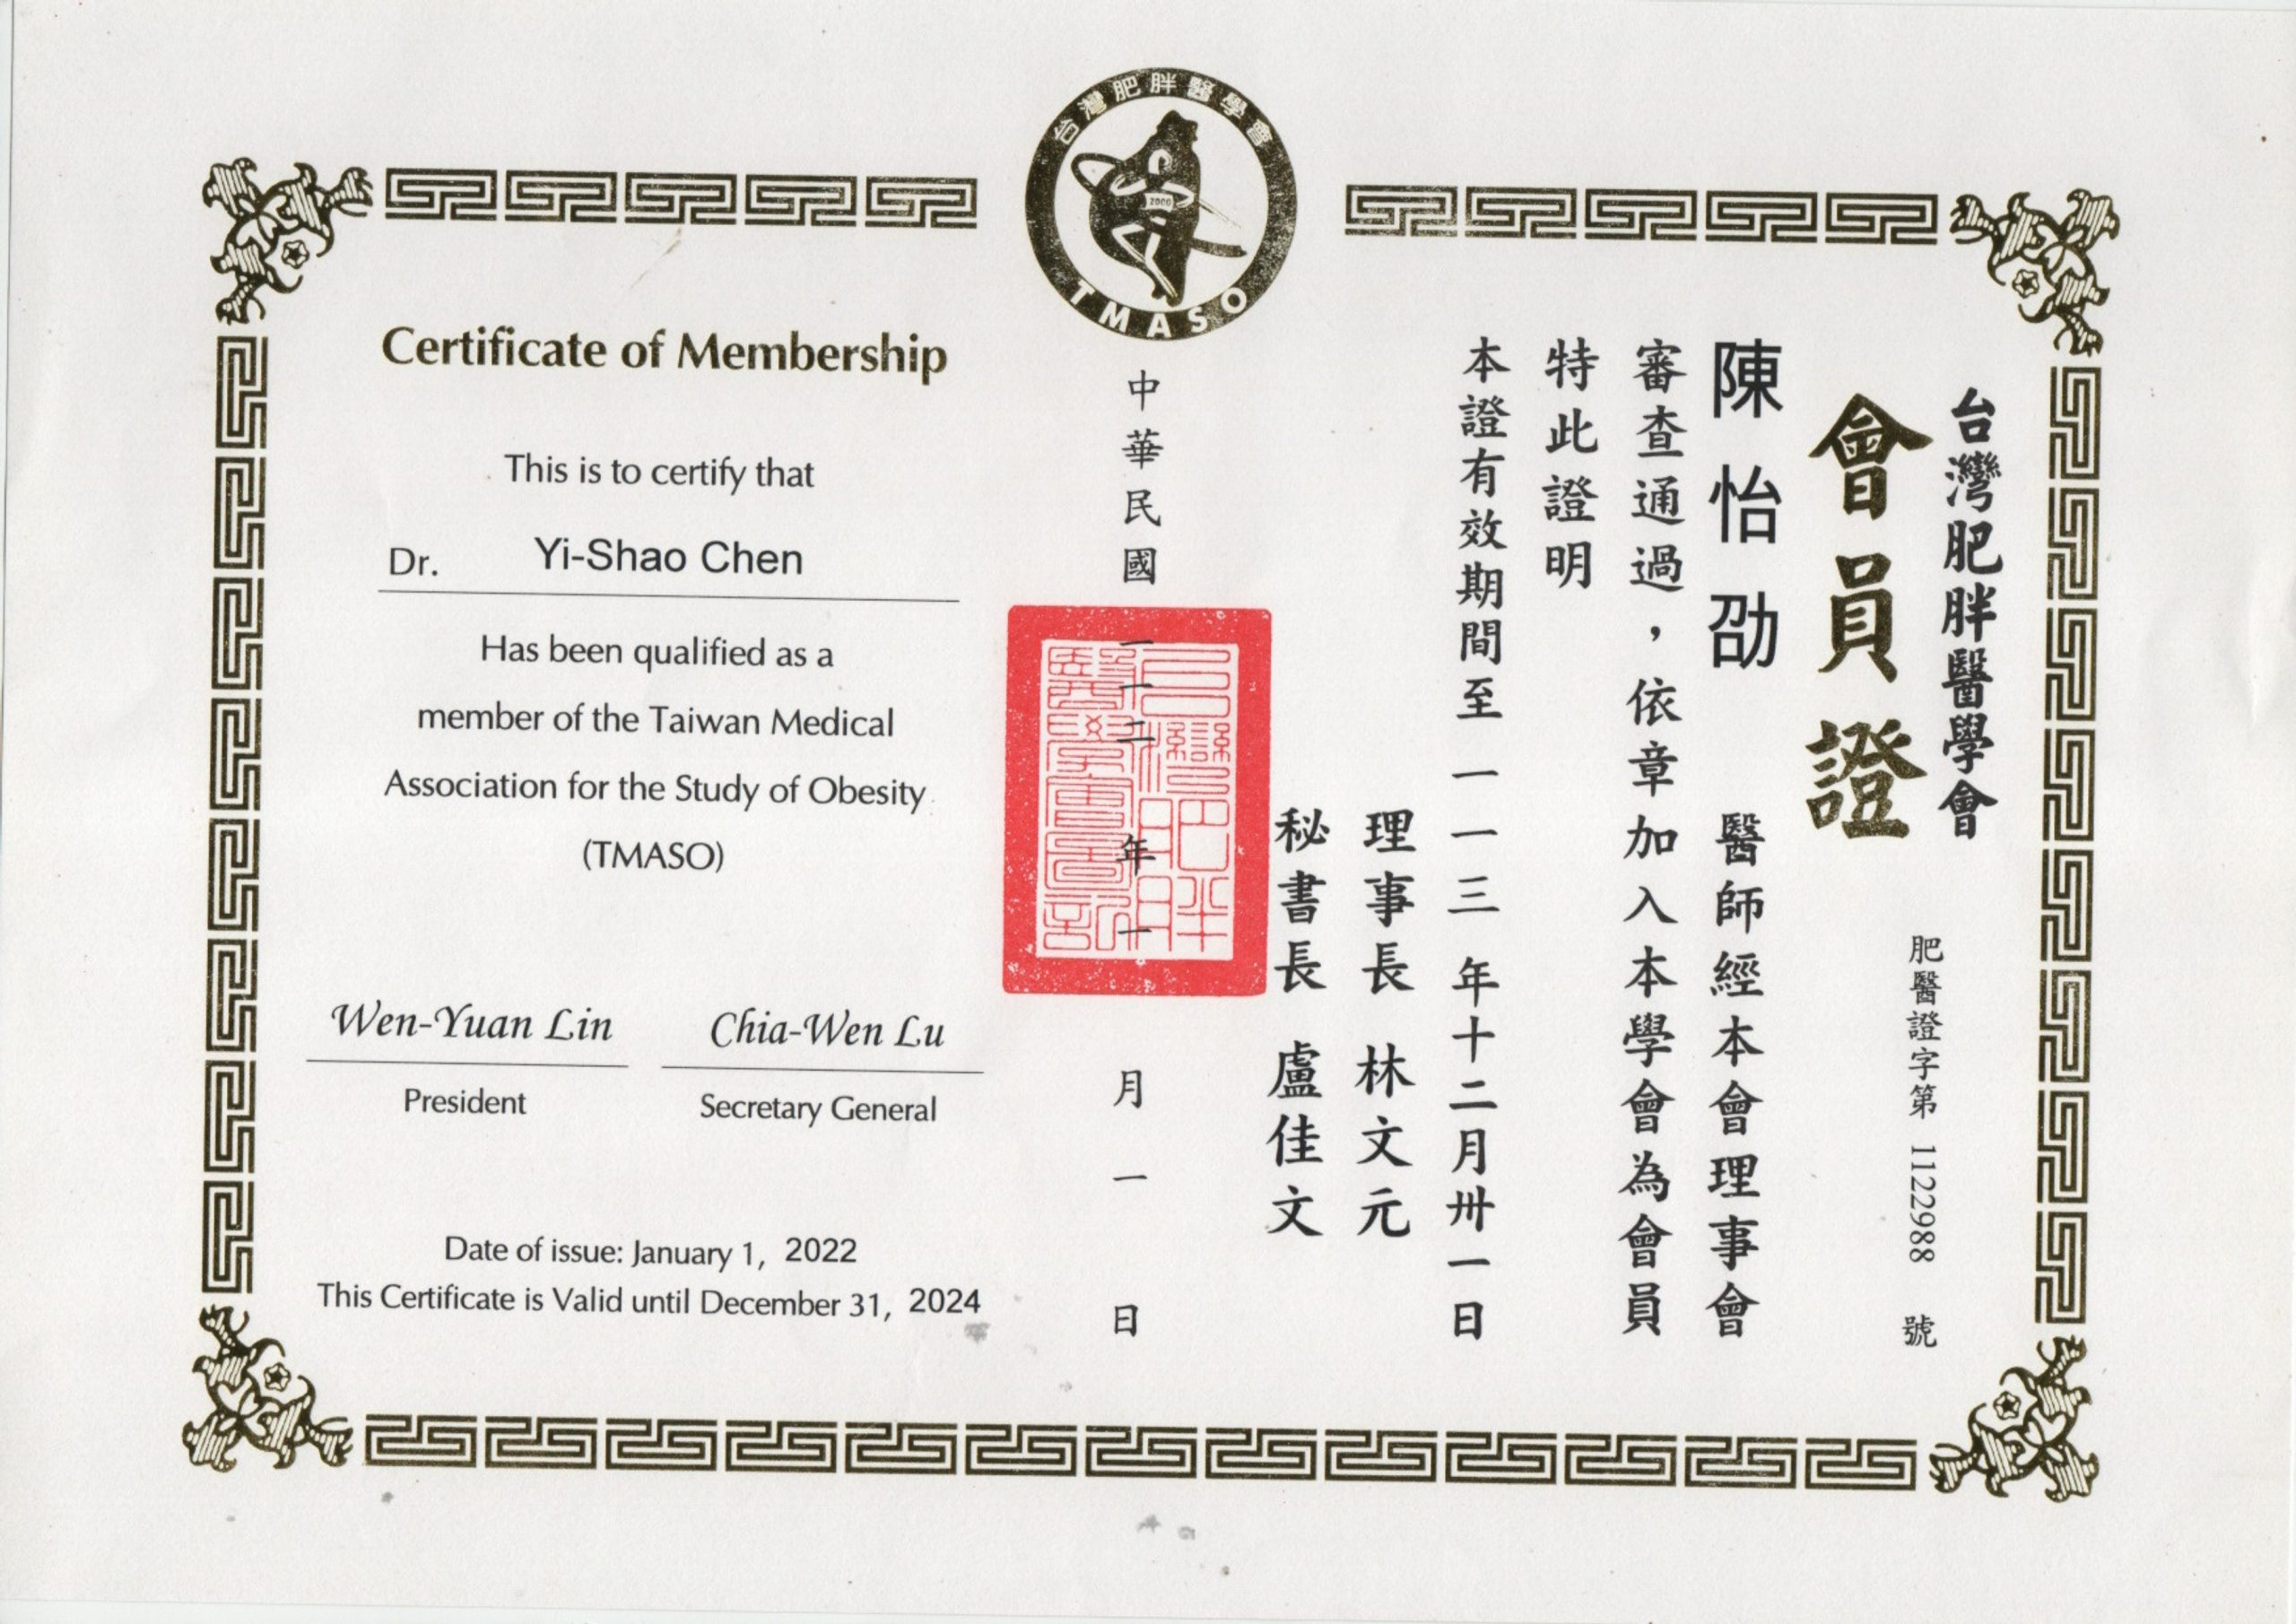 台灣肥胖醫學會
2000
TMASO
Certificate of Membership
This is to certify that
Dr. Yi-Shao Chen
Has been qualified as a
member of the Taiwan Medical
Association for the Study of Obesity
(TMASO)
Wen-Yuan Lin
President
Chia-Wen Lu
Secretary General
Date of issue: January 1, 2022
This Certificate is Valid until December 31, 2024
台灣肥胖醫學會
會員證
肥醫證字第 1122988 號
陳怡劭 醫師經本會理事會
審查通過，依章加入本學會為會員
特此證明
本證有效期間至一一三年十二月卅一日
理事長 林文元
秘書長 盧佳文
中華民國一一二年一月一日